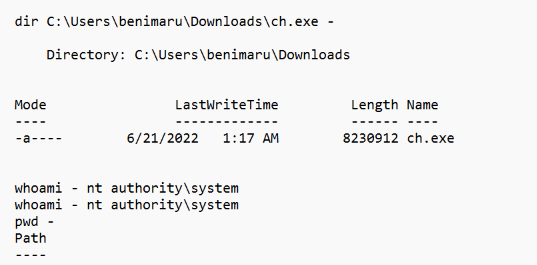 dir C:\Users\benimaru\Downloads\ch.exe -
Directory: C:\Users\benimaru\Downloads
Mode LastWriteTime Length Name
---- ------------- ------ ----
-a---- 6/21/2022 1:17 AM 8230912 ch.exe
whoami - nt authority\system
whoami - nt authority\system
pwd -
Path
----